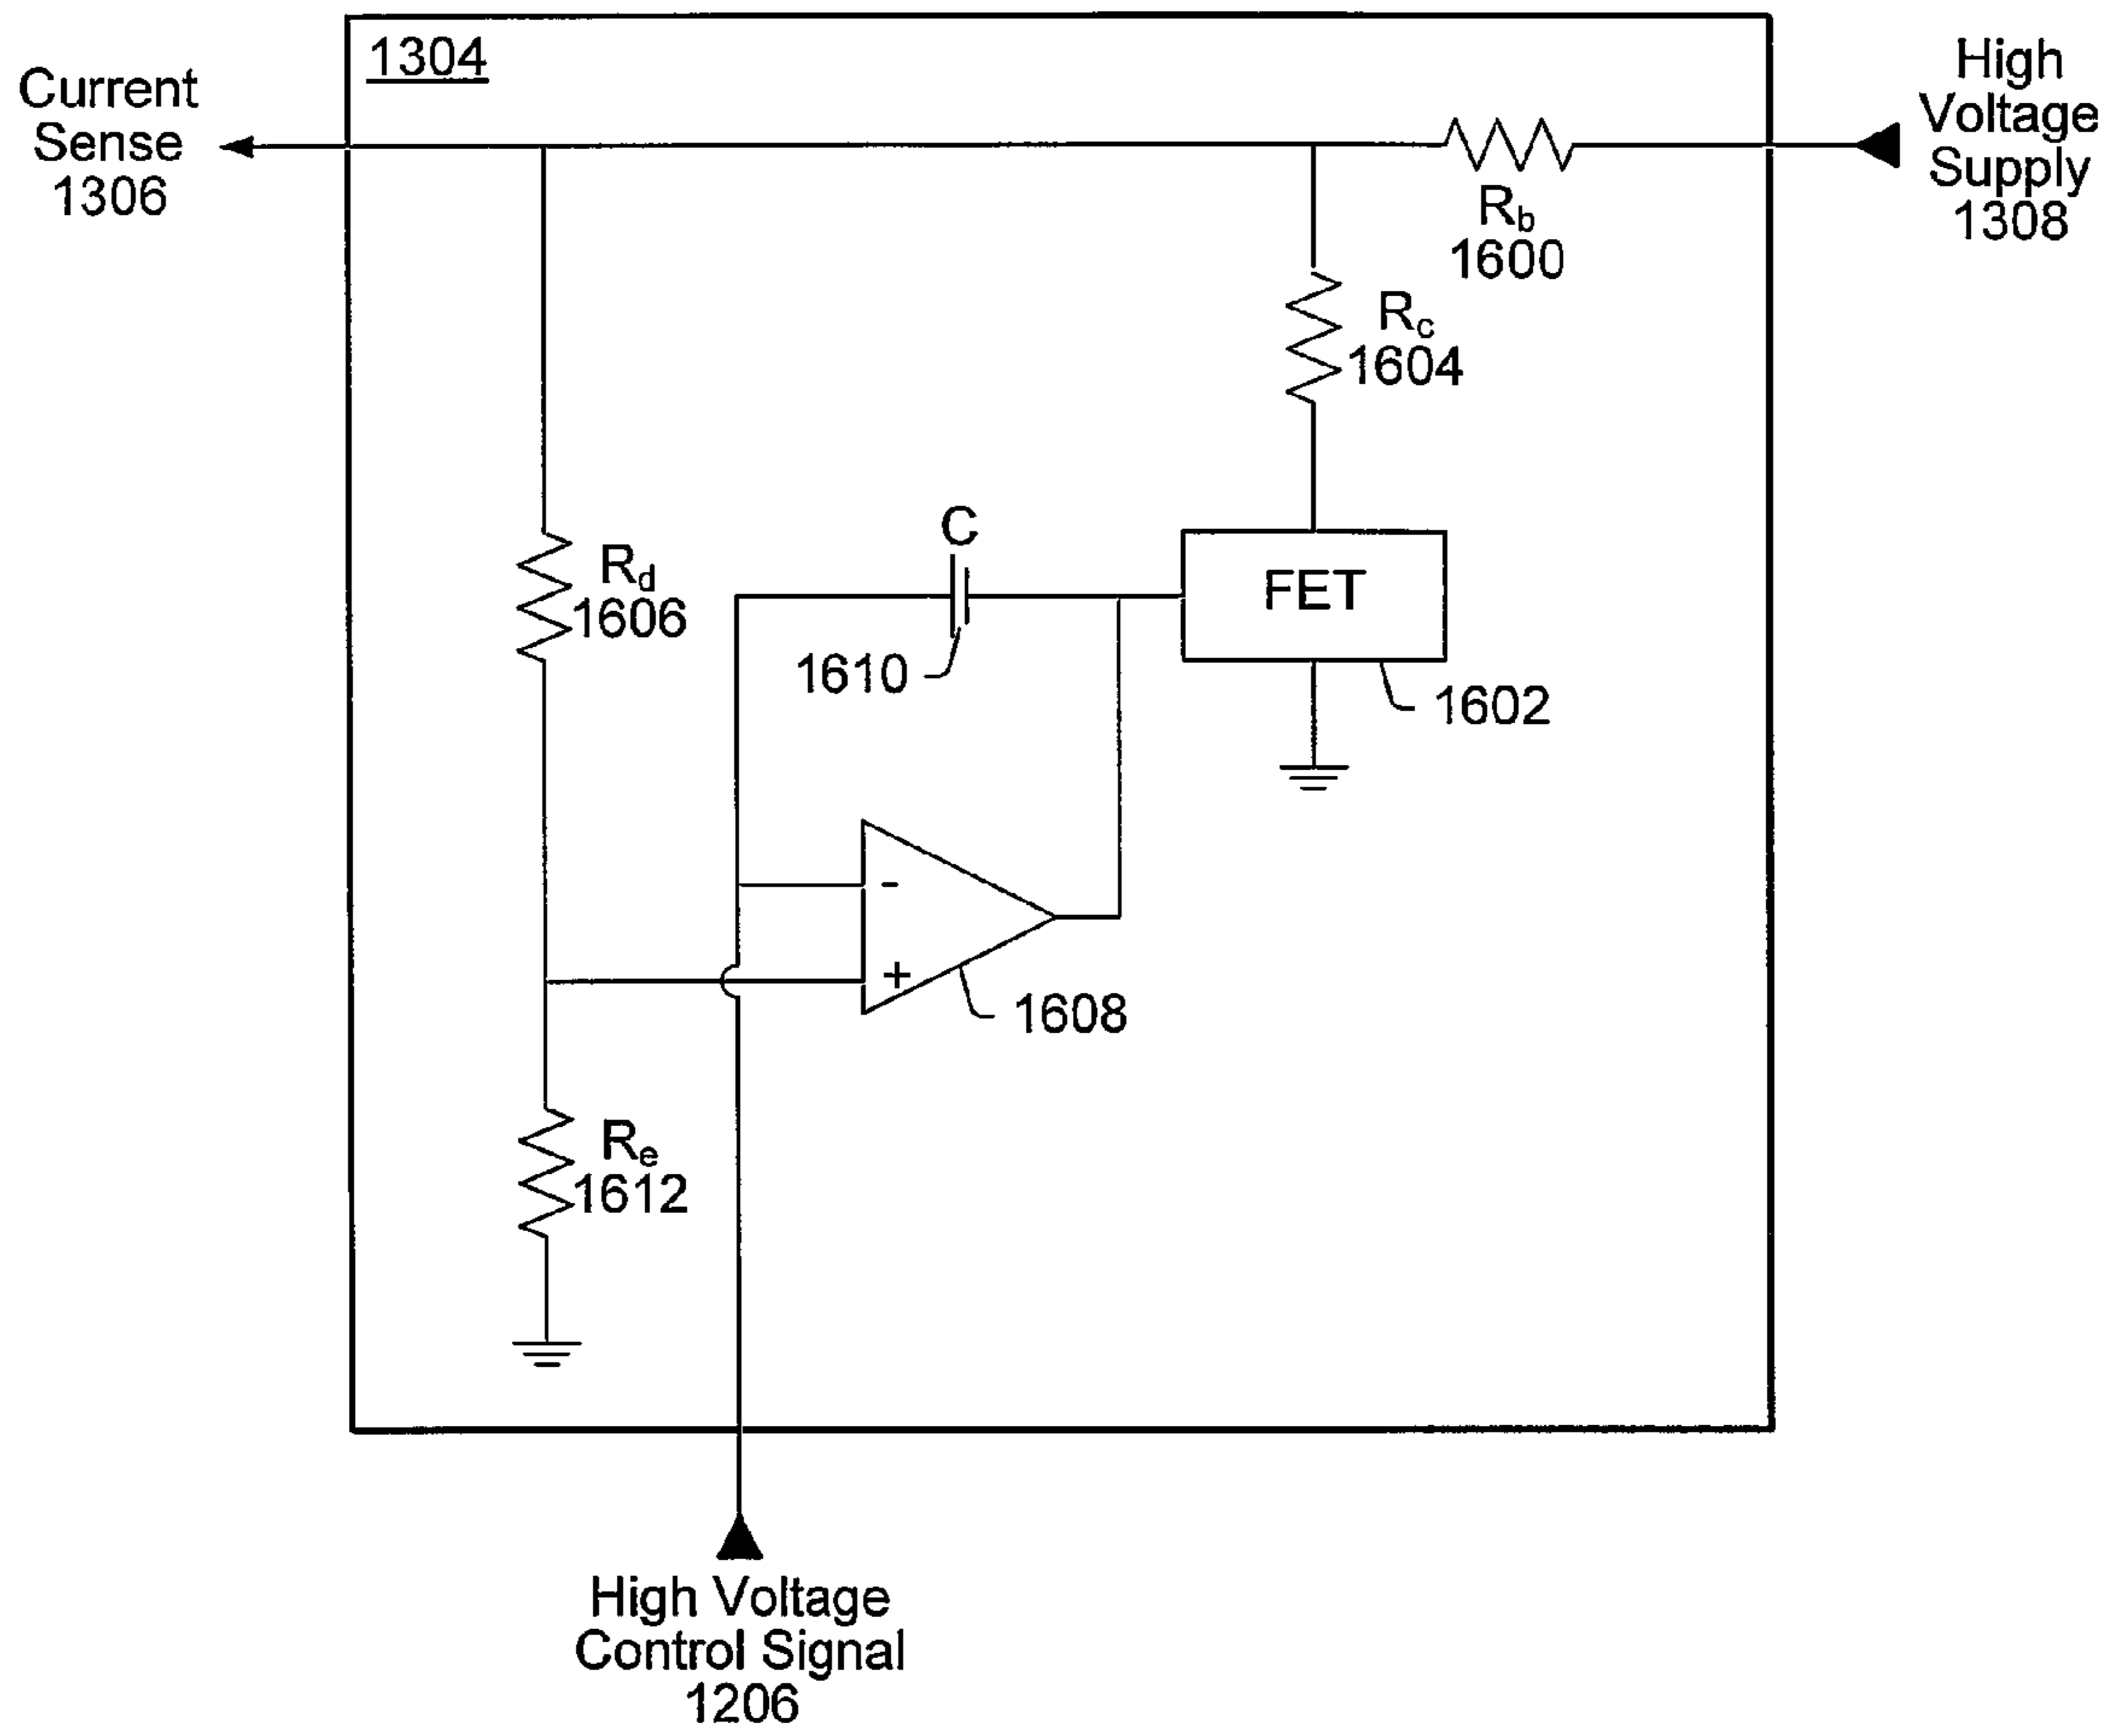 1304
Current
Sense
1306
High
Voltage
Supply
1308
Rb
1600
Rc
1604
C
Rd
1606
FET
1610
1602
-
+
1608
Re
1612
High Voltage
Control Signal
1206